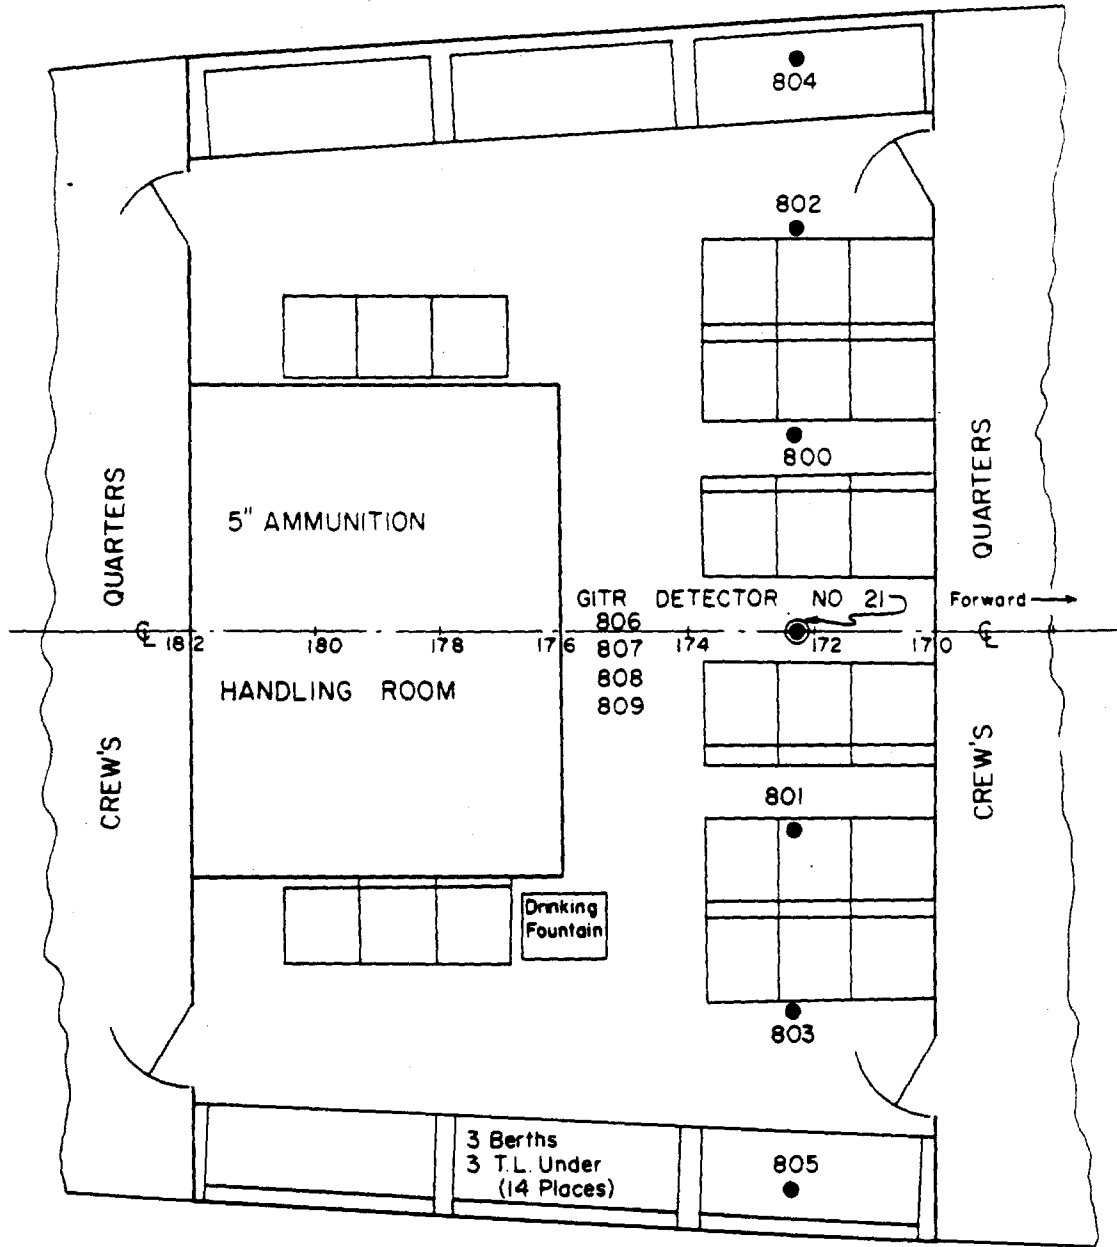 804
802
800
QUARTERS
5" AMMUNITION
QUARTERS
GITR DETECTOR NO 21
Forward
806
℄
182
180
178
176
174
172
170
℄
807
808
809
HANDLING ROOM
CREW'S
CREW'S
801
Drinking
Fountain
803
3 Berths
3 T.L. Under
(14 Places)
805